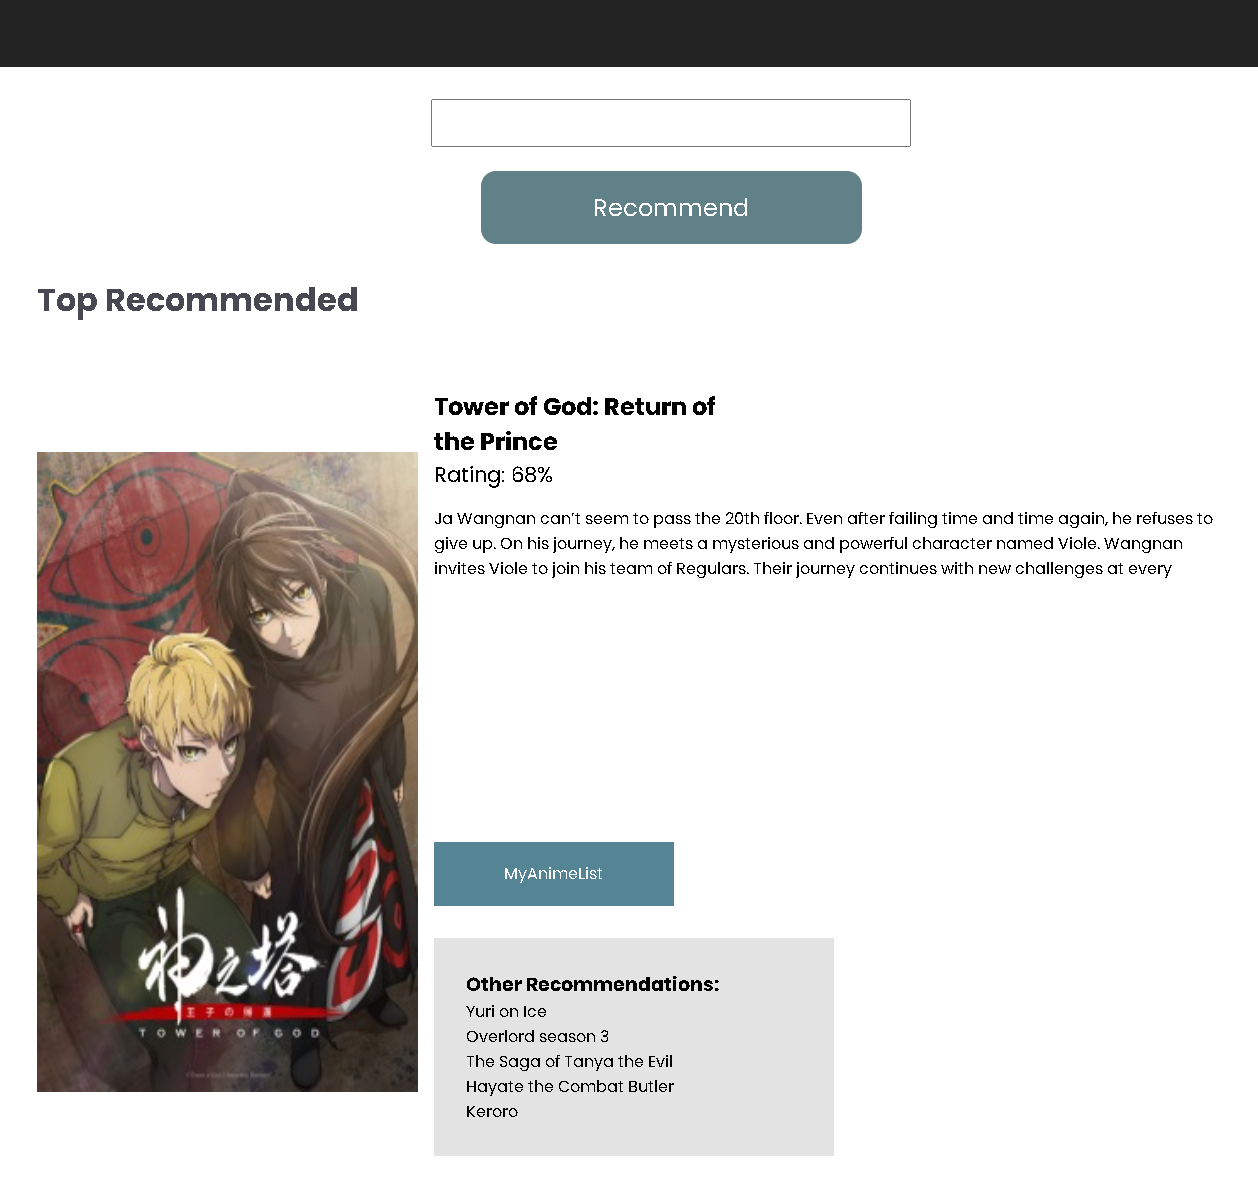 Recommend
Top Recommended
Tower of God: Return of
the Prince
Rating: 68%
Ja Wangnan can’t seem to pass the 20th floor. Even after failing time and time again, he refuses to
give up. On his journey, he meets a mysterious and powerful character named Viole. Wangnan
invites Viole to join his team of Regulars. Their journey continues with new challenges at every
神之塔
王子の帰還
TOWER OF GOD
MyAnimeList
Other Recommendations:
Yuri on Ice
Overlord season 3
The Saga of Tanya the Evil
Hayate the Combat Butler
Keroro